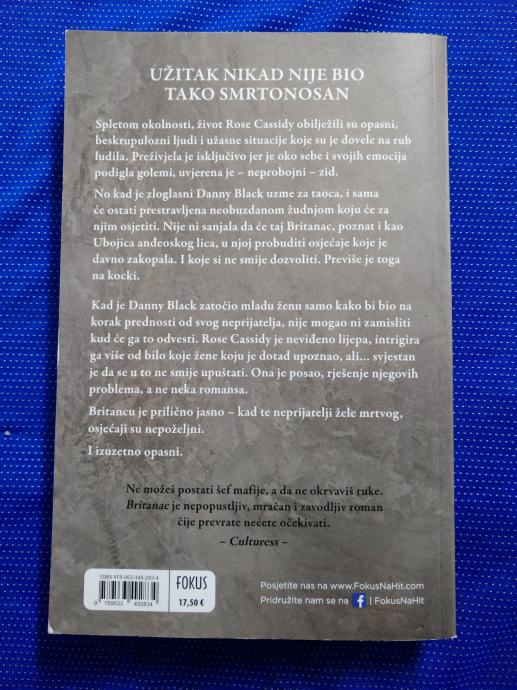 UŽITAK NIKAD NIJE BIO
TAKO SMRTONOSAN
Spletom okolnosti, život Rose Cassidy obilježili su opasni,
beskrupulozni ljudi i užasne situacije koje su je dovele na rub
ludila. Preživjela je isključivo jer je oko sebe i svojih emocija
podigla golemi, uvjerena je – neprobojni – zid.
No kad je zloglasni Danny Black uzme za taoca, i sama
će ostati prestravljena neobuzdanom žudnjom koju će za
njim osjetiti. Nije ni sanjala da će taj Britanac, poznat i kao
Ubojica anđeoskog lica, u njoj probuditi osjećaje koje je
davno zakopala. I koje si ne smije dozvoliti. Previše je toga
na kocki.
Kad je Danny Black zatočio mladu ženu samo kako bi bio na
korak prednosti od svog neprijatelja, nije mogao ni zamisliti
kud će ga to odvesti. Rose Cassidy je neviđeno lijepa, intrigira
ga više od bilo koje žene koju je dotad upoznao, ali... svjestan
je da se u to ne smije upuštati. Ona je posao, rješenje njegovih
problema, a ne neka romansa.
Britancu je prilično jasno – kad te neprijatelji žele mrtvog,
osjećaji su nepoželjni.
I izuzetno opasni.
Ne možeš postati šef mafije, a da ne okrvaviš ruke.
Britanac je nepopustljiv, mračan i zavodljiv roman
čije prevrate nećete očekivati.
– Culturess –
ISBN 978-953-349-283-4
9 789533 492834
FOKUS
17,50 €
Posjetite nas na www.FokusNaHit.com
Pridružite nam se na f | FokusNaHit